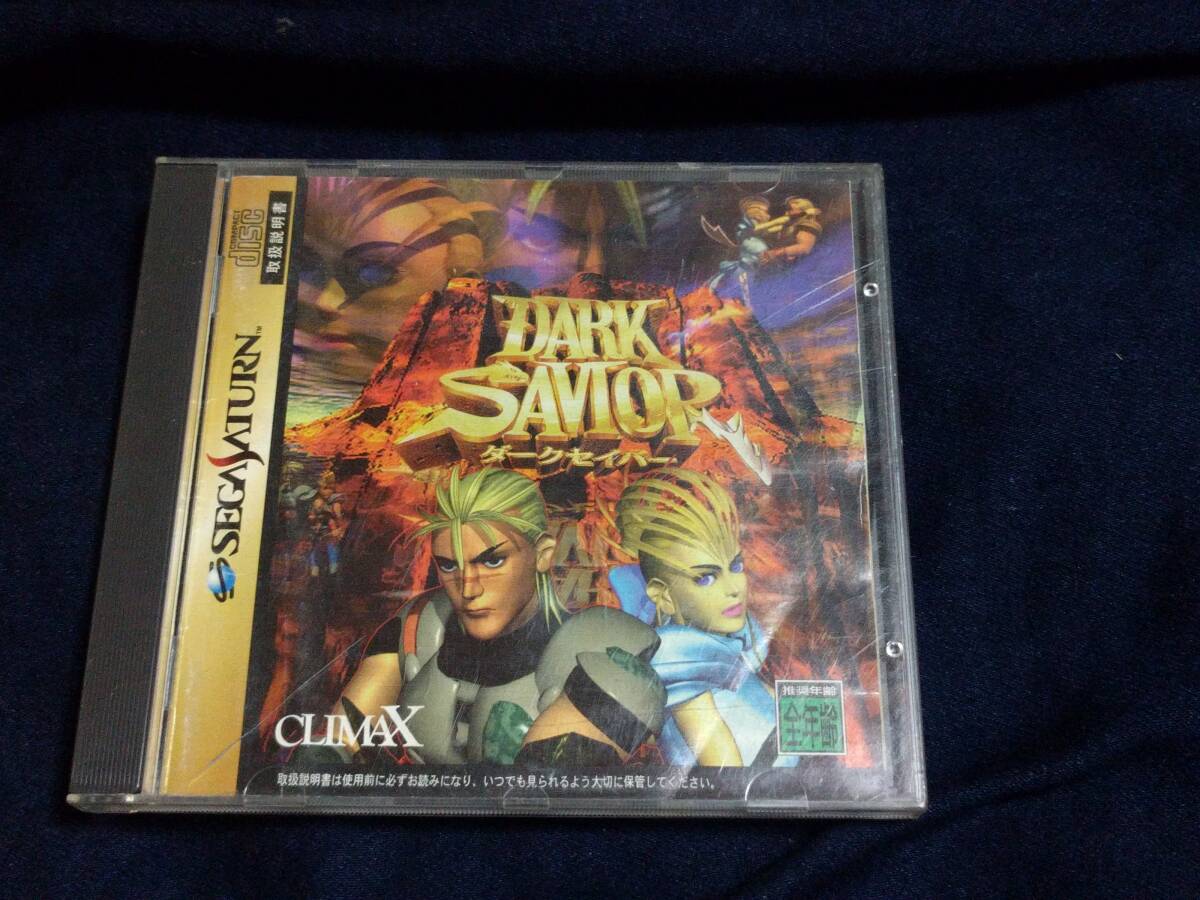 COMPACT
disc
取扱説明書
SEGA SATURN™
DARK
SAVIOR
ダークセイバー
CLIMAX
推奨年齢
全年齢
取扱説明書は使用前に必ずお読みになり、いつでも見られるよう大切に保管してください。